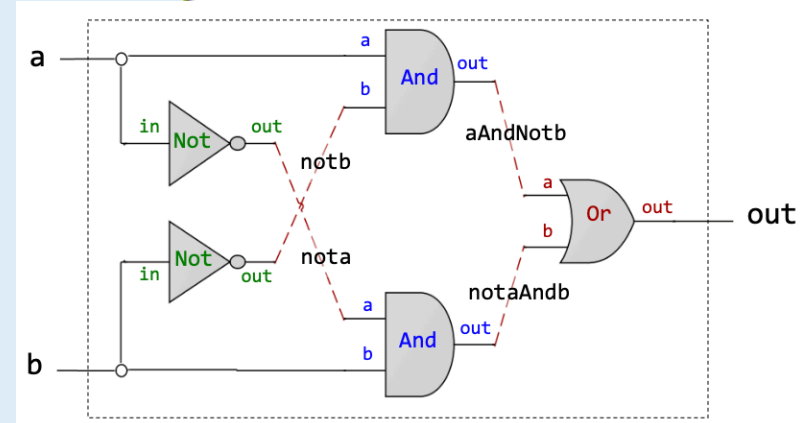 a
a
And
out
b
in
Not
out
notb
aAndNotb
a
Or
out
out
b
Not
in
out
nota
notaAndb
a
And
out
b
b